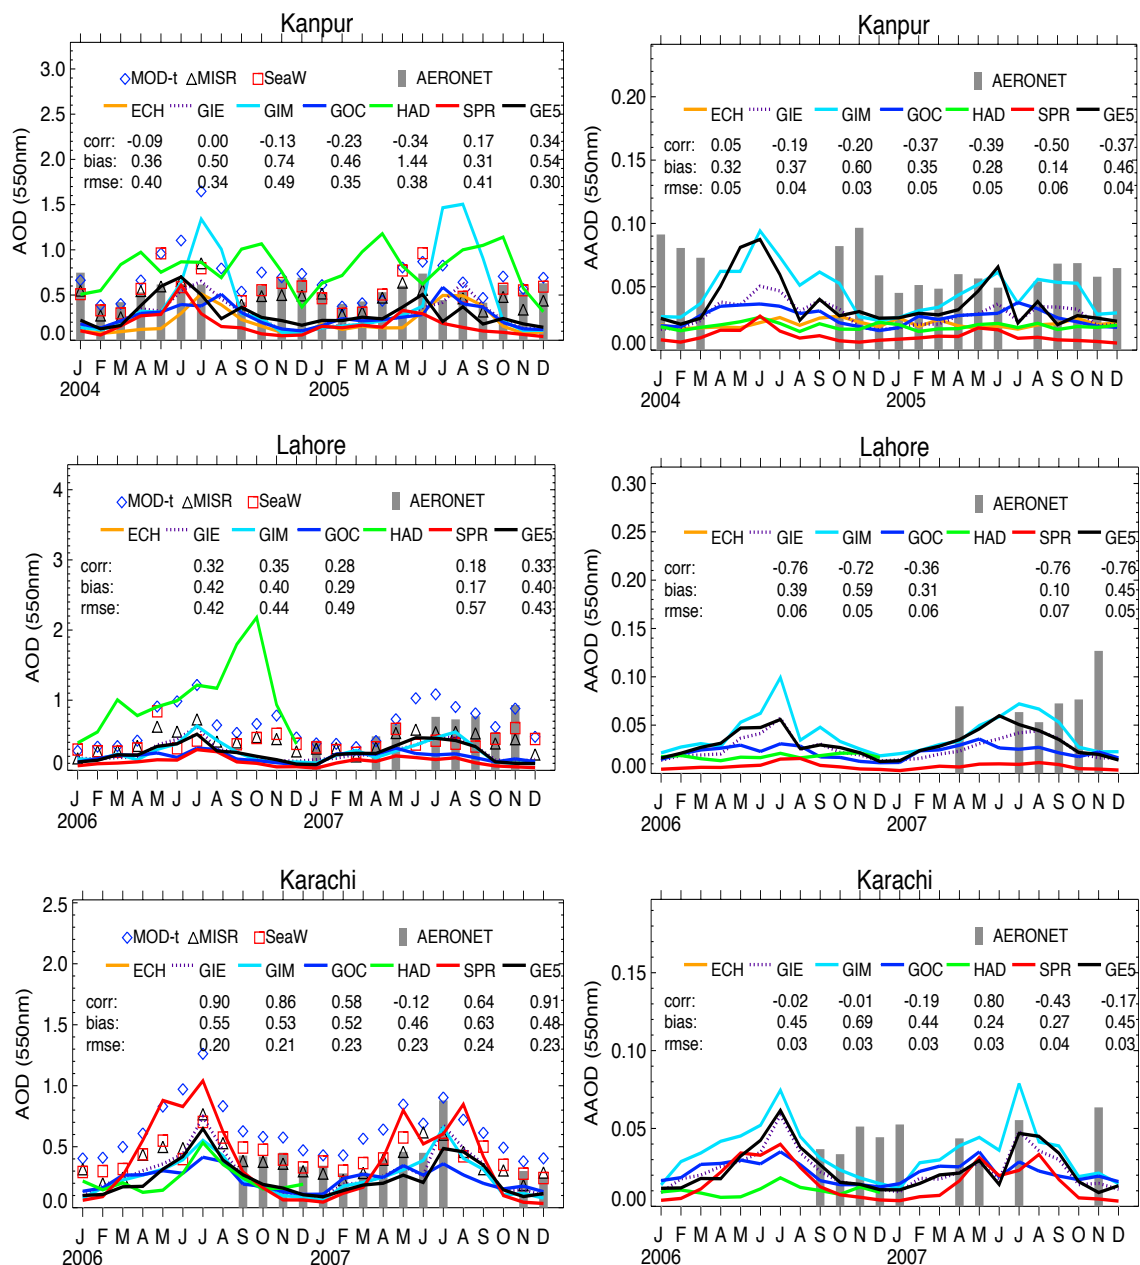 Kanpur
3.0
2.5
2.0
1.5
1.0
0.5
0.0
AOD (550nm)
MOD-t MISR SeaW AERONET
ECH GIE GIM GOC HAD SPR GE5
corr: -0.09 0.00 -0.13 -0.23 -0.34 0.17 0.34
bias: 0.36 0.50 0.74 0.46 1.44 0.31 0.54
rmse: 0.40 0.34 0.49 0.35 0.38 0.41 0.30
J F M A M J J A S O N D J F M A M J J A S O N D
2004 2005
Kanpur
0.20
0.15
0.10
0.05
0.00
AAOD (550nm)
AERONET
ECH GIE GIM GOC HAD SPR GE5
corr: 0.05 -0.19 -0.20 -0.37 -0.39 -0.50 -0.37
bias: 0.32 0.37 0.60 0.35 0.28 0.14 0.46
rmse: 0.05 0.04 0.03 0.05 0.05 0.06 0.04
J F M A M J J A S O N D J F M A M J J A S O N D
2004 2005
Lahore
4
3
2
1
0
AOD (550nm)
MOD-t MISR SeaW AERONET
ECH GIE GIM GOC HAD SPR GE5
corr: 0.32 0.35 0.28 0.18 0.33
bias: 0.42 0.40 0.29 0.17 0.40
rmse: 0.42 0.44 0.49 0.57 0.43
J F M A M J J A S O N D J F M A M J J A S O N D
2006 2007
Lahore
0.30
0.25
0.20
0.15
0.10
0.05
0.00
AAOD (550nm)
AERONET
ECH GIE GIM GOC HAD SPR GE5
corr: -0.76 -0.72 -0.36 -0.76 -0.76
bias: 0.39 0.59 0.31 0.10 0.45
rmse: 0.06 0.05 0.06 0.07 0.05
J F M A M J J A S O N D J F M A M J J A S O N D
2006 2007
Karachi
2.5
2.0
1.5
1.0
0.5
0.0
AOD (550nm)
MOD-t MISR SeaW AERONET
ECH GIE GIM GOC HAD SPR GE5
corr: 0.90 0.86 0.58 -0.12 0.64 0.91
bias: 0.55 0.53 0.52 0.46 0.63 0.48
rmse: 0.20 0.21 0.23 0.23 0.24 0.23
J F M A M J J A S O N D J F M A M J J A S O N D
2006 2007
Karachi
0.15
0.10
0.05
0.00
AAOD (550nm)
AERONET
ECH GIE GIM GOC HAD SPR GE5
corr: -0.02 -0.01 -0.19 0.80 -0.43 -0.17
bias: 0.45 0.69 0.44 0.24 0.27 0.45
rmse: 0.03 0.03 0.03 0.03 0.04 0.03
J F M A M J J A S O N D J F M A M J J A S O N D
2006 2007